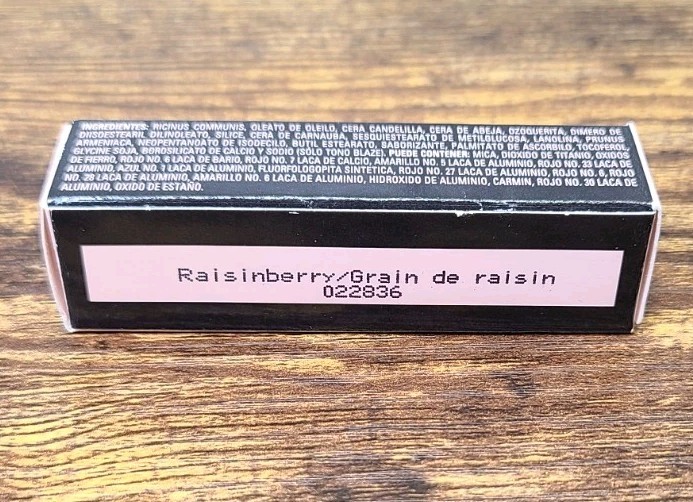 INGREDIENTES: RICINUS COMMUNIS, OLEATO DE OLEILO, CERA CANDELILLA, CERA DE ABEJA, OZOQUERITA, DIMERO DE
DIISOESTEARIL DILINOLEATO, SILICE, CERA DE CARNAUBA, SESQUIESTEARATO DE METILGLUCOSA, LANOLINA, PRUNUS
ARMENIACA, NEOPENTANOATO DE ISODECILO, BUTIL ESTEARATO, SABORIZANTE, PALMITATO DE ASCORBILO, TOCOFEROL,
GLYCINE SOJA, BOROSILICATO DE CALCIO Y SODIO (SOLO TONO BLAZE). PUEDE CONTENER: MICA, DIOXIDO DE TITANIO, OXIDOS
DE FIERRO, ROJO NO. 6 LACA DE BARIO, ROJO NO. 7 LACA DE CALCIO, AMARILLO NO. 5 LACA DE ALUMINIO, ROJO NO. 33 LACA DE
ALUMINIO, AZUL NO. 1 LACA DE ALUMINIO, FLUORFLOGOPITA SINTETICA, ROJO NO. 27 LACA DE ALUMINIO, NO. 6, ROJO
NO. 28 LACA DE ALUMINIO, AMARILLO NO. 6 LACA DE ALUMINIO, HIDROXIDO DE ALUMINIO, CARMIN, ROJO NO. 30 LACA DE
ALUMINIO, OXIDO DE ESTAÑO.
Raisinberry/Grain de raisin
022836